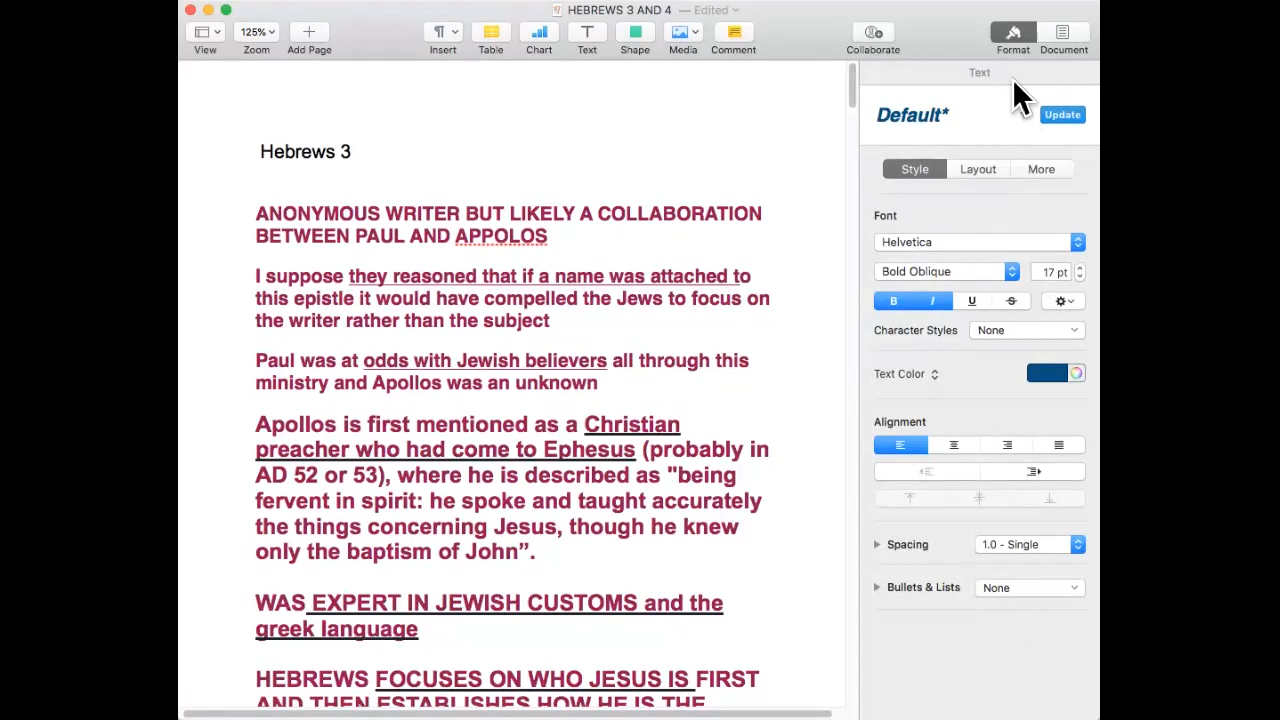 HEBREWS 3 AND 4 — Edited
125%
View Zoom Add Page Insert Table Chart Text Shape Media Comment Collaborate Format Document
Text
Default*
Update
Style Layout More
Font
Helvetica
Bold Oblique 17 pt
B I U S
Character Styles None
Text Color
Alignment
Spacing 1.0 - Single
Bullets & Lists None
Hebrews 3
ANONYMOUS WRITER BUT LIKELY A COLLABORATION
BETWEEN PAUL AND APPOLOS
I suppose they reasoned that if a name was attached to
this epistle it would have compelled the Jews to focus on
the writer rather than the subject
Paul was at odds with Jewish believers all through this
ministry and Apollos was an unknown
Apollos is first mentioned as a Christian
preacher who had come to Ephesus (probably in
AD 52 or 53), where he is described as "being
fervent in spirit: he spoke and taught accurately
the things concerning Jesus, though he knew
only the baptism of John”.
WAS EXPERT IN JEWISH CUSTOMS and the
greek language
HEBREWS FOCUSES ON WHO JESUS IS FIRST
AND THEN ESTABLISHES HOW HE IS THE